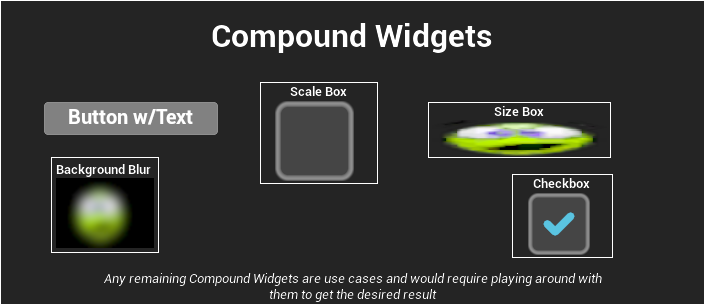 Compound Widgets
Scale Box
Button w/Text
Size Box
Background Blur
Checkbox
Any remaining Compound Widgets are use cases and would require playing around with
them to get the desired result